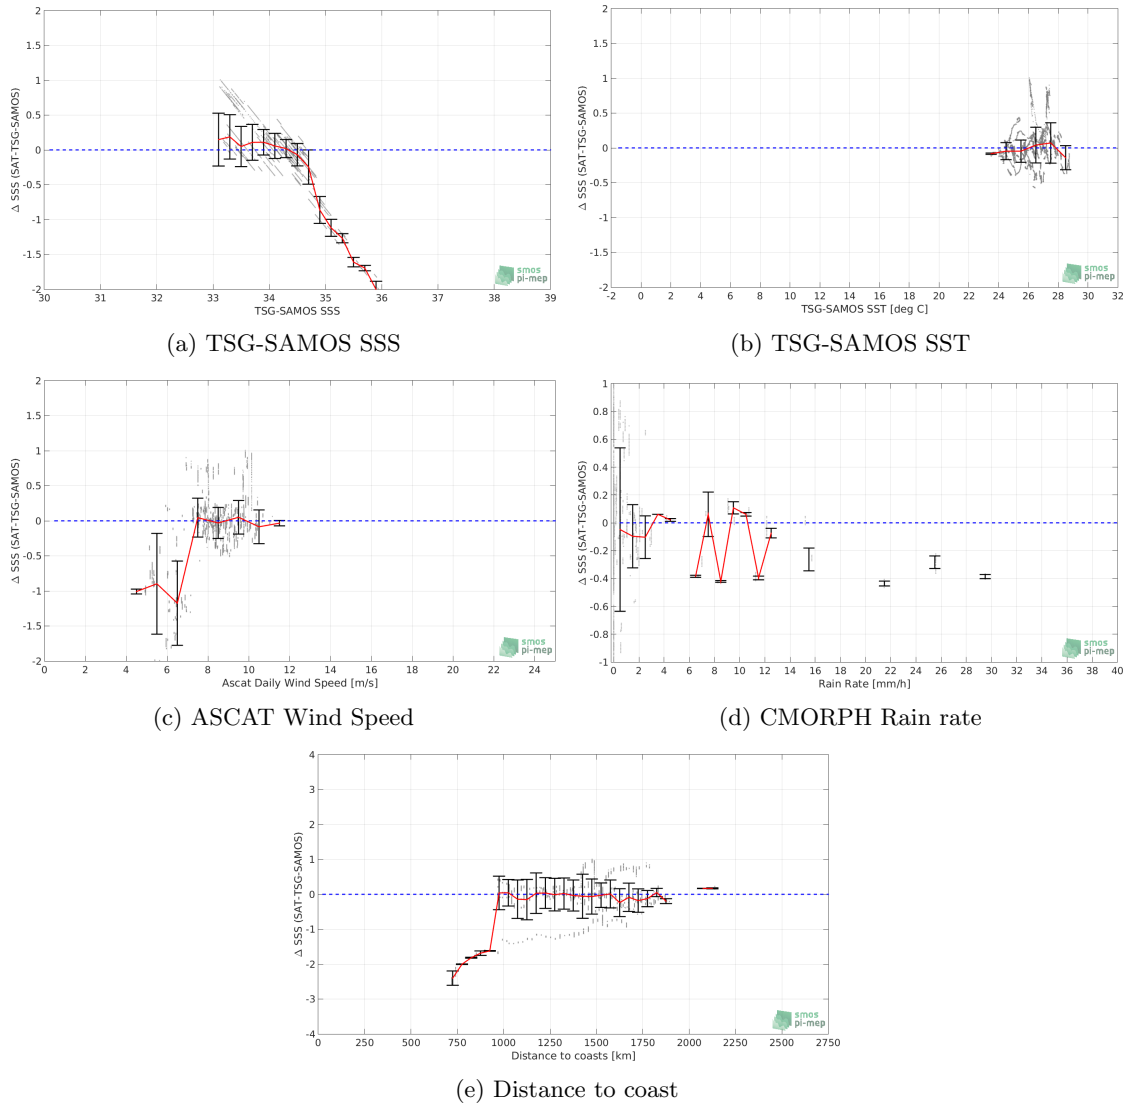 2
1.5
1
0.5
0
-0.5
-1
-1.5
-2
Δ SSS (SAT-TSG-SAMOS)
30 31 32 33 34 35 36 37 38 39
TSG-SAMOS SSS
smos
pi-mep
(a) TSG-SAMOS SSS
2
1.5
1
0.5
0
-0.5
-1
-1.5
-2
Δ SSS (SAT-TSG-SAMOS)
-2 0 2 4 6 8 10 12 14 16 18 20 22 24 26 28 30 32
TSG-SAMOS SST [deg C]
smos
pi-mep
(b) TSG-SAMOS SST
2
1.5
1
0.5
0
-0.5
-1
-1.5
-2
Δ SSS (SAT-TSG-SAMOS)
0 2 4 6 8 10 12 14 16 18 20 22 24
Ascat Daily Wind Speed [m/s]
smos
pi-mep
(c) ASCAT Wind Speed
1
0.8
0.6
0.4
0.2
0
-0.2
-0.4
-0.6
-0.8
-1
Δ SSS (SAT-TSG-SAMOS)
0 2 4 6 8 10 12 14 16 18 20 22 24 26 28 30 32 34 36 38 40
Rain Rate [mm/h]
smos
pi-mep
(d) CMORPH Rain rate
4
3
2
1
0
-1
-2
-3
-4
Δ SSS (SAT-TSG-SAMOS)
0 250 500 750 1000 1250 1500 1750 2000 2250 2500 2750
Distance to coasts [km]
smos
pi-mep
(e) Distance to coast